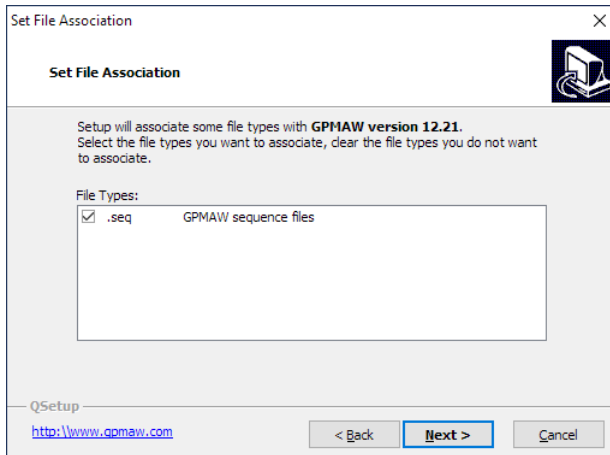 Set File Association
Set File Association
Setup will associate some file types with GPMAW version 12.21.
Select the file types you want to associate, clear the file types you do not want
to associate.
File Types:
.seq GPMAW sequence files
QSetup
http:\\www.gpmaw.com
< Back Next > Cancel